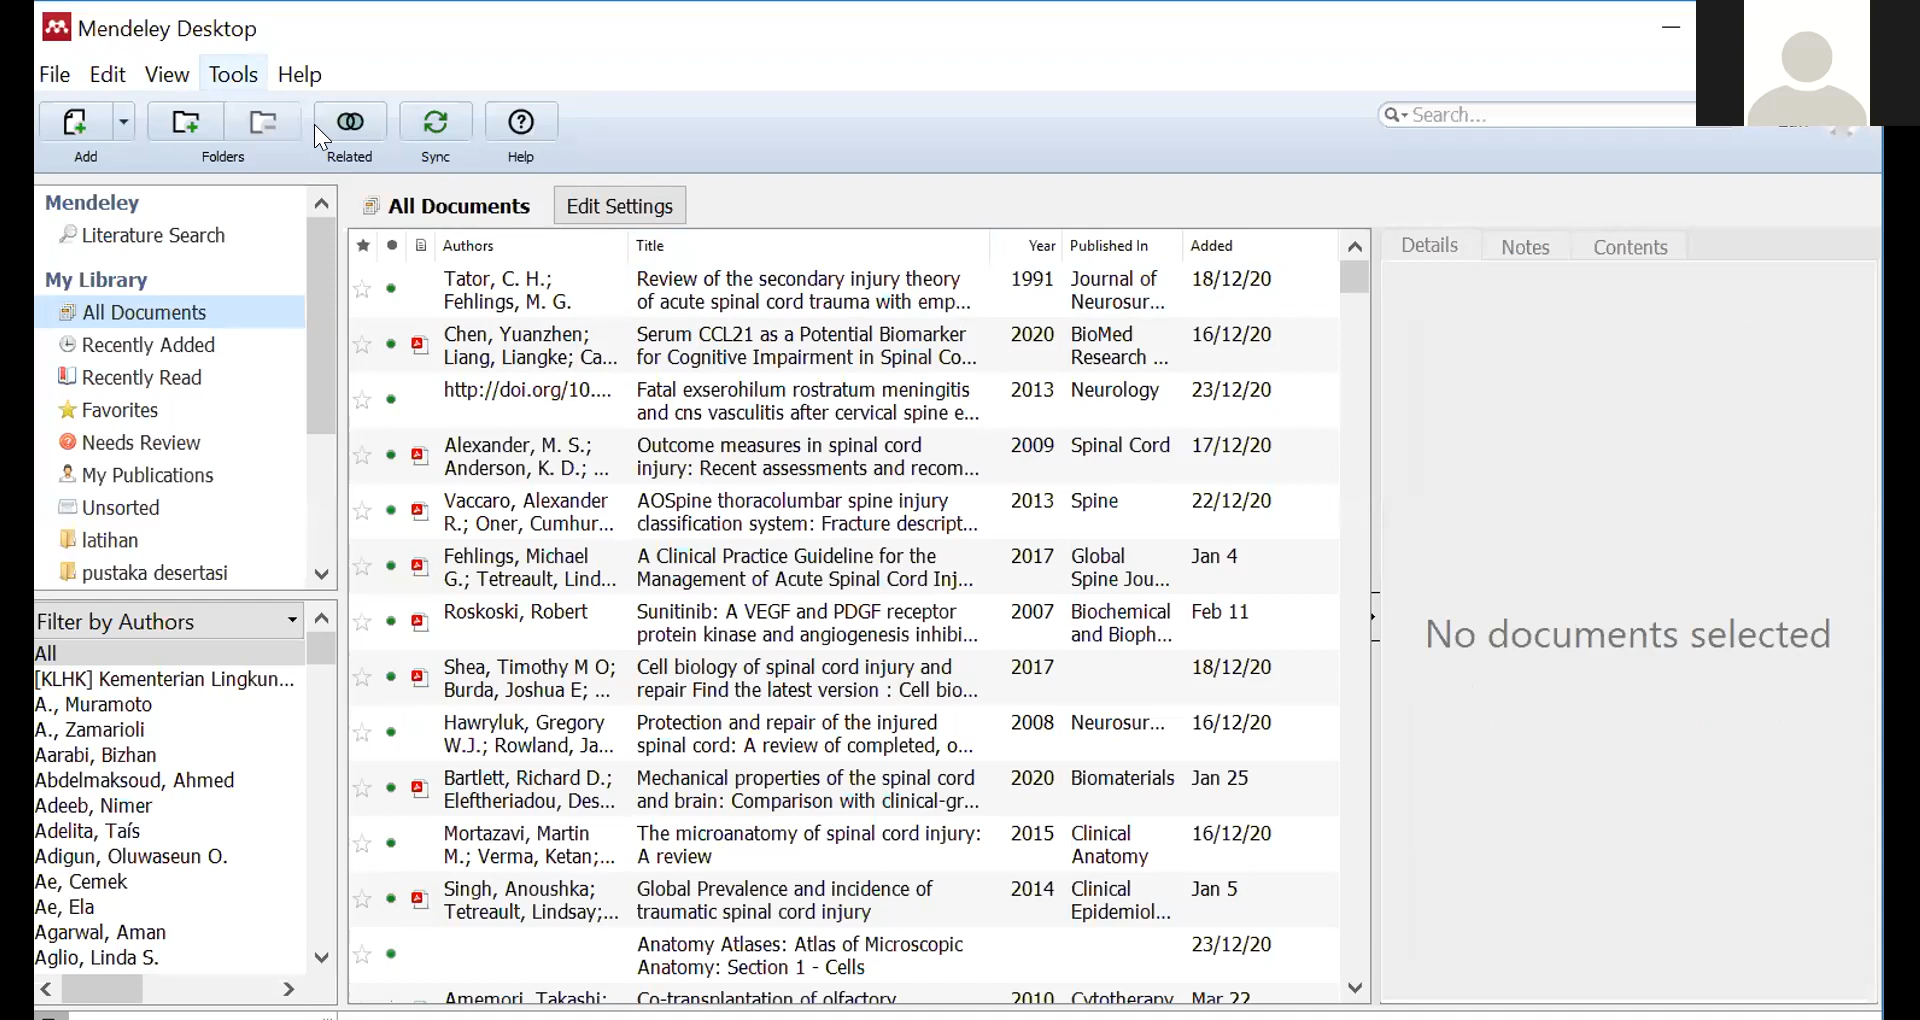 Mendeley Desktop
File Edit View Tools Help
Search...
Add Folders Related Sync Help
Mendeley
Literature Search
My Library
All Documents
Recently Added
Recently Read
Favorites
Needs Review
My Publications
Unsorted
latihan
pustaka desertasi
Filter by Authors
All
[KLHK] Kementerian Lingkun...
A., Muramoto
A., Zamarioli
Aarabi, Bizhan
Abdelmaksoud, Ahmed
Adeeb, Nimer
Adelita, Taís
Adigun, Oluwaseun O.
Ae, Cemek
Ae, Ela
Agarwal, Aman
Aglio, Linda S.
All Documents Edit Settings
Authors Title Year Published In Added
Tator, C. H.; Review of the secondary injury theory 1991 Journal of 18/12/20
Fehlings, M. G. of acute spinal cord trauma with emp... Neurosur...
Chen, Yuanzhen; Serum CCL21 as a Potential Biomarker 2020 BioMed 16/12/20
Liang, Liangke; Ca... for Cognitive Impairment in Spinal Co... Research ...
http://doi.org/10.... Fatal exserohilum rostratum meningitis 2013 Neurology 23/12/20
and cns vasculitis after cervical spine e...
Alexander, M. S.; Outcome measures in spinal cord 2009 Spinal Cord 17/12/20
Anderson, K. D.; ... injury: Recent assessments and recom...
Vaccaro, Alexander AOSpine thoracolumbar spine injury 2013 Spine 22/12/20
R.; Oner, Cumhur... classification system: Fracture descript...
Fehlings, Michael A Clinical Practice Guideline for the 2017 Global Jan 4
G.; Tetreault, Lind... Management of Acute Spinal Cord Inj... Spine Jou...
Roskoski, Robert Sunitinib: A VEGF and PDGF receptor 2007 Biochemical Feb 11
protein kinase and angiogenesis inhibi... and Bioph...
Shea, Timothy M O; Cell biology of spinal cord injury and 2017 18/12/20
Burda, Joshua E; ... repair Find the latest version : Cell bio...
Hawryluk, Gregory Protection and repair of the injured 2008 Neurosur... 16/12/20
W.J.; Rowland, Ja... spinal cord: A review of completed, o...
Bartlett, Richard D.; Mechanical properties of the spinal cord 2020 Biomaterials Jan 25
Eleftheriadou, Des... and brain: Comparison with clinical-gr...
Mortazavi, Martin The microanatomy of spinal cord injury: 2015 Clinical 16/12/20
M.; Verma, Ketan;... A review Anatomy
Singh, Anoushka; Global Prevalence and incidence of 2014 Clinical Jan 5
Tetreault, Lindsay;... traumatic spinal cord injury Epidemiol...
Anatomy Atlases: Atlas of Microscopic 23/12/20
Anatomy: Section 1 - Cells
Amemori, Takashi; Co-transplantation of olfactory 2010 Cytotherapy Mar 22
Details Notes Contents
No documents selected